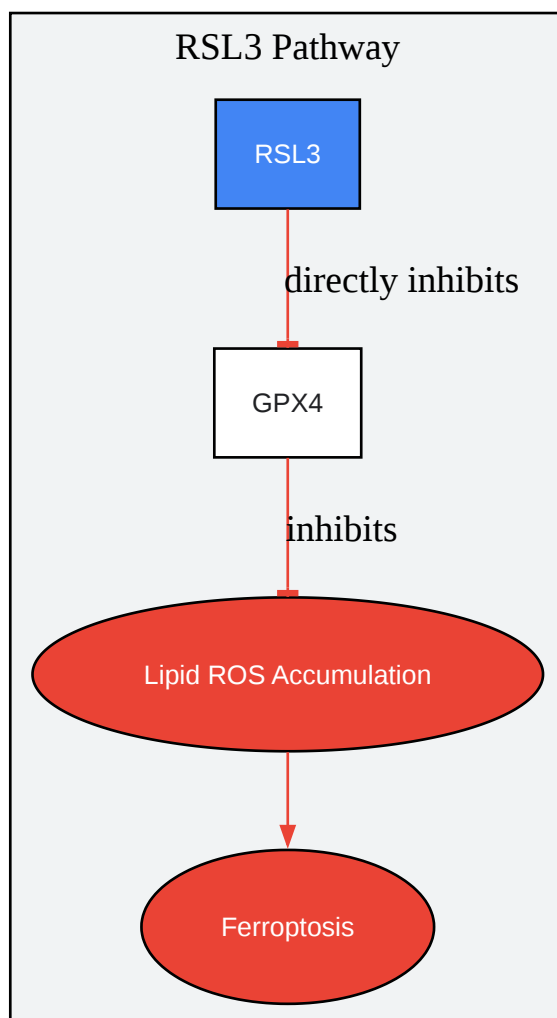 RSL3 Pathway
RSL3
directly inhibits
GPX4
inhibits
Lipid ROS Accumulation
Ferroptosis